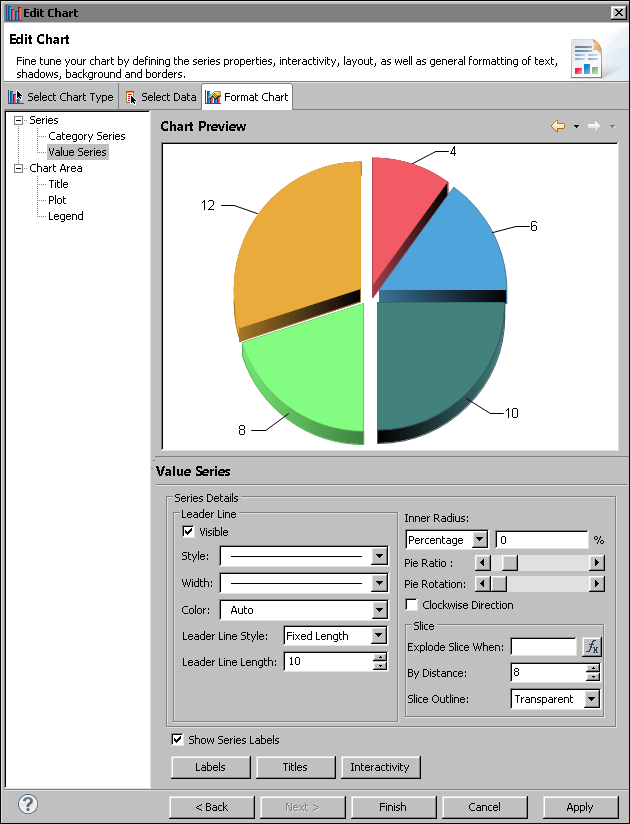 Edit Chart
Edit Chart
Fine tune your chart by defining the series properties, interactivity, layout, as well as general formatting of text,
shadows, background and borders.
Select Chart Type
Select Data
Format Chart
Series
Category Series
Value Series
Chart Area
Title
Plot
Legend
Chart Preview
4
12
6
10
8
Value Series
Series Details
Leader Line
Visible
Style:
Width:
Color: Auto
Leader Line Style: Fixed Length
Leader Line Length: 10
Inner Radius:
Percentage 0 %
Pie Ratio :
Pie Rotation:
Clockwise Direction
Slice
Explode Slice When: fx
By Distance: 8
Slice Outline: Transparent
Show Series Labels
Labels Titles Interactivity
? < Back Next > Finish Cancel Apply